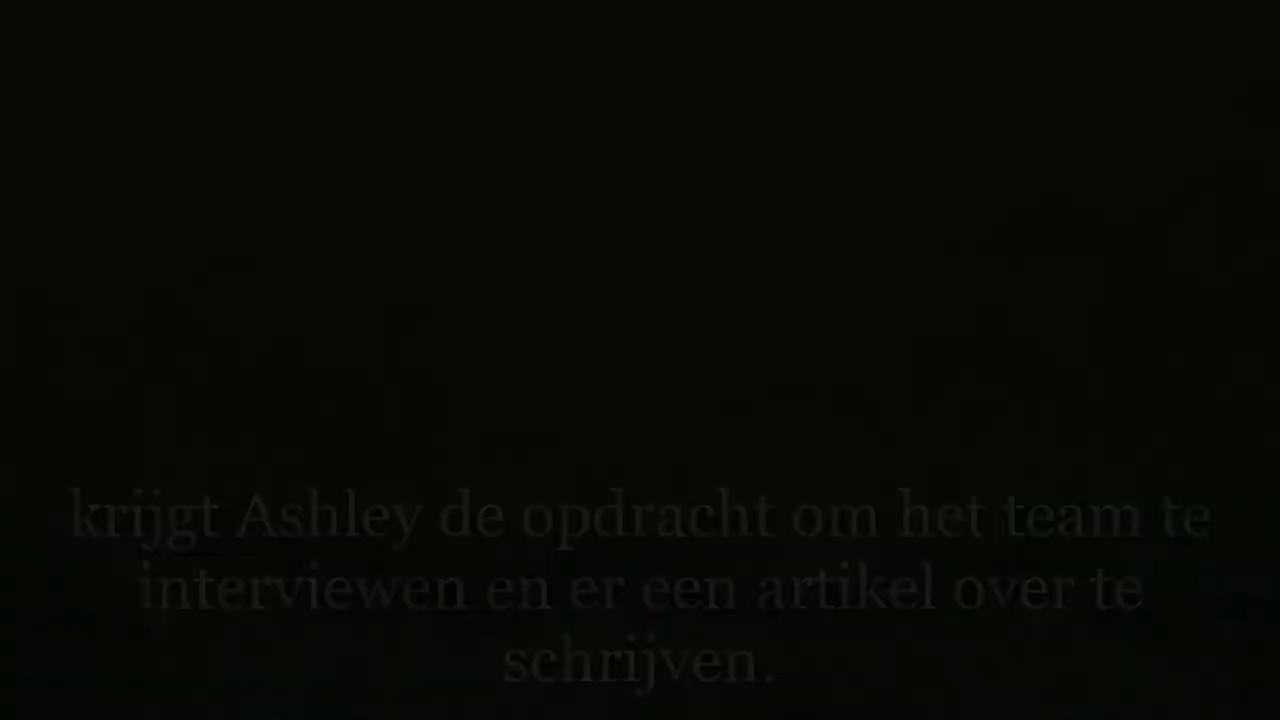 krijgt Ashley de opdracht om het team te
interviewen en er een artikel over te
schrijven.